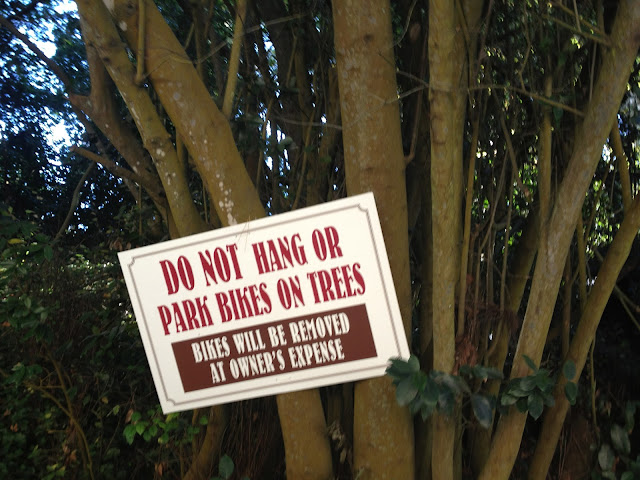 DO NOT HANG OR
PARK BIKES ON TREES
BIKES WILL BE REMOVED
AT OWNER'S EXPENSE